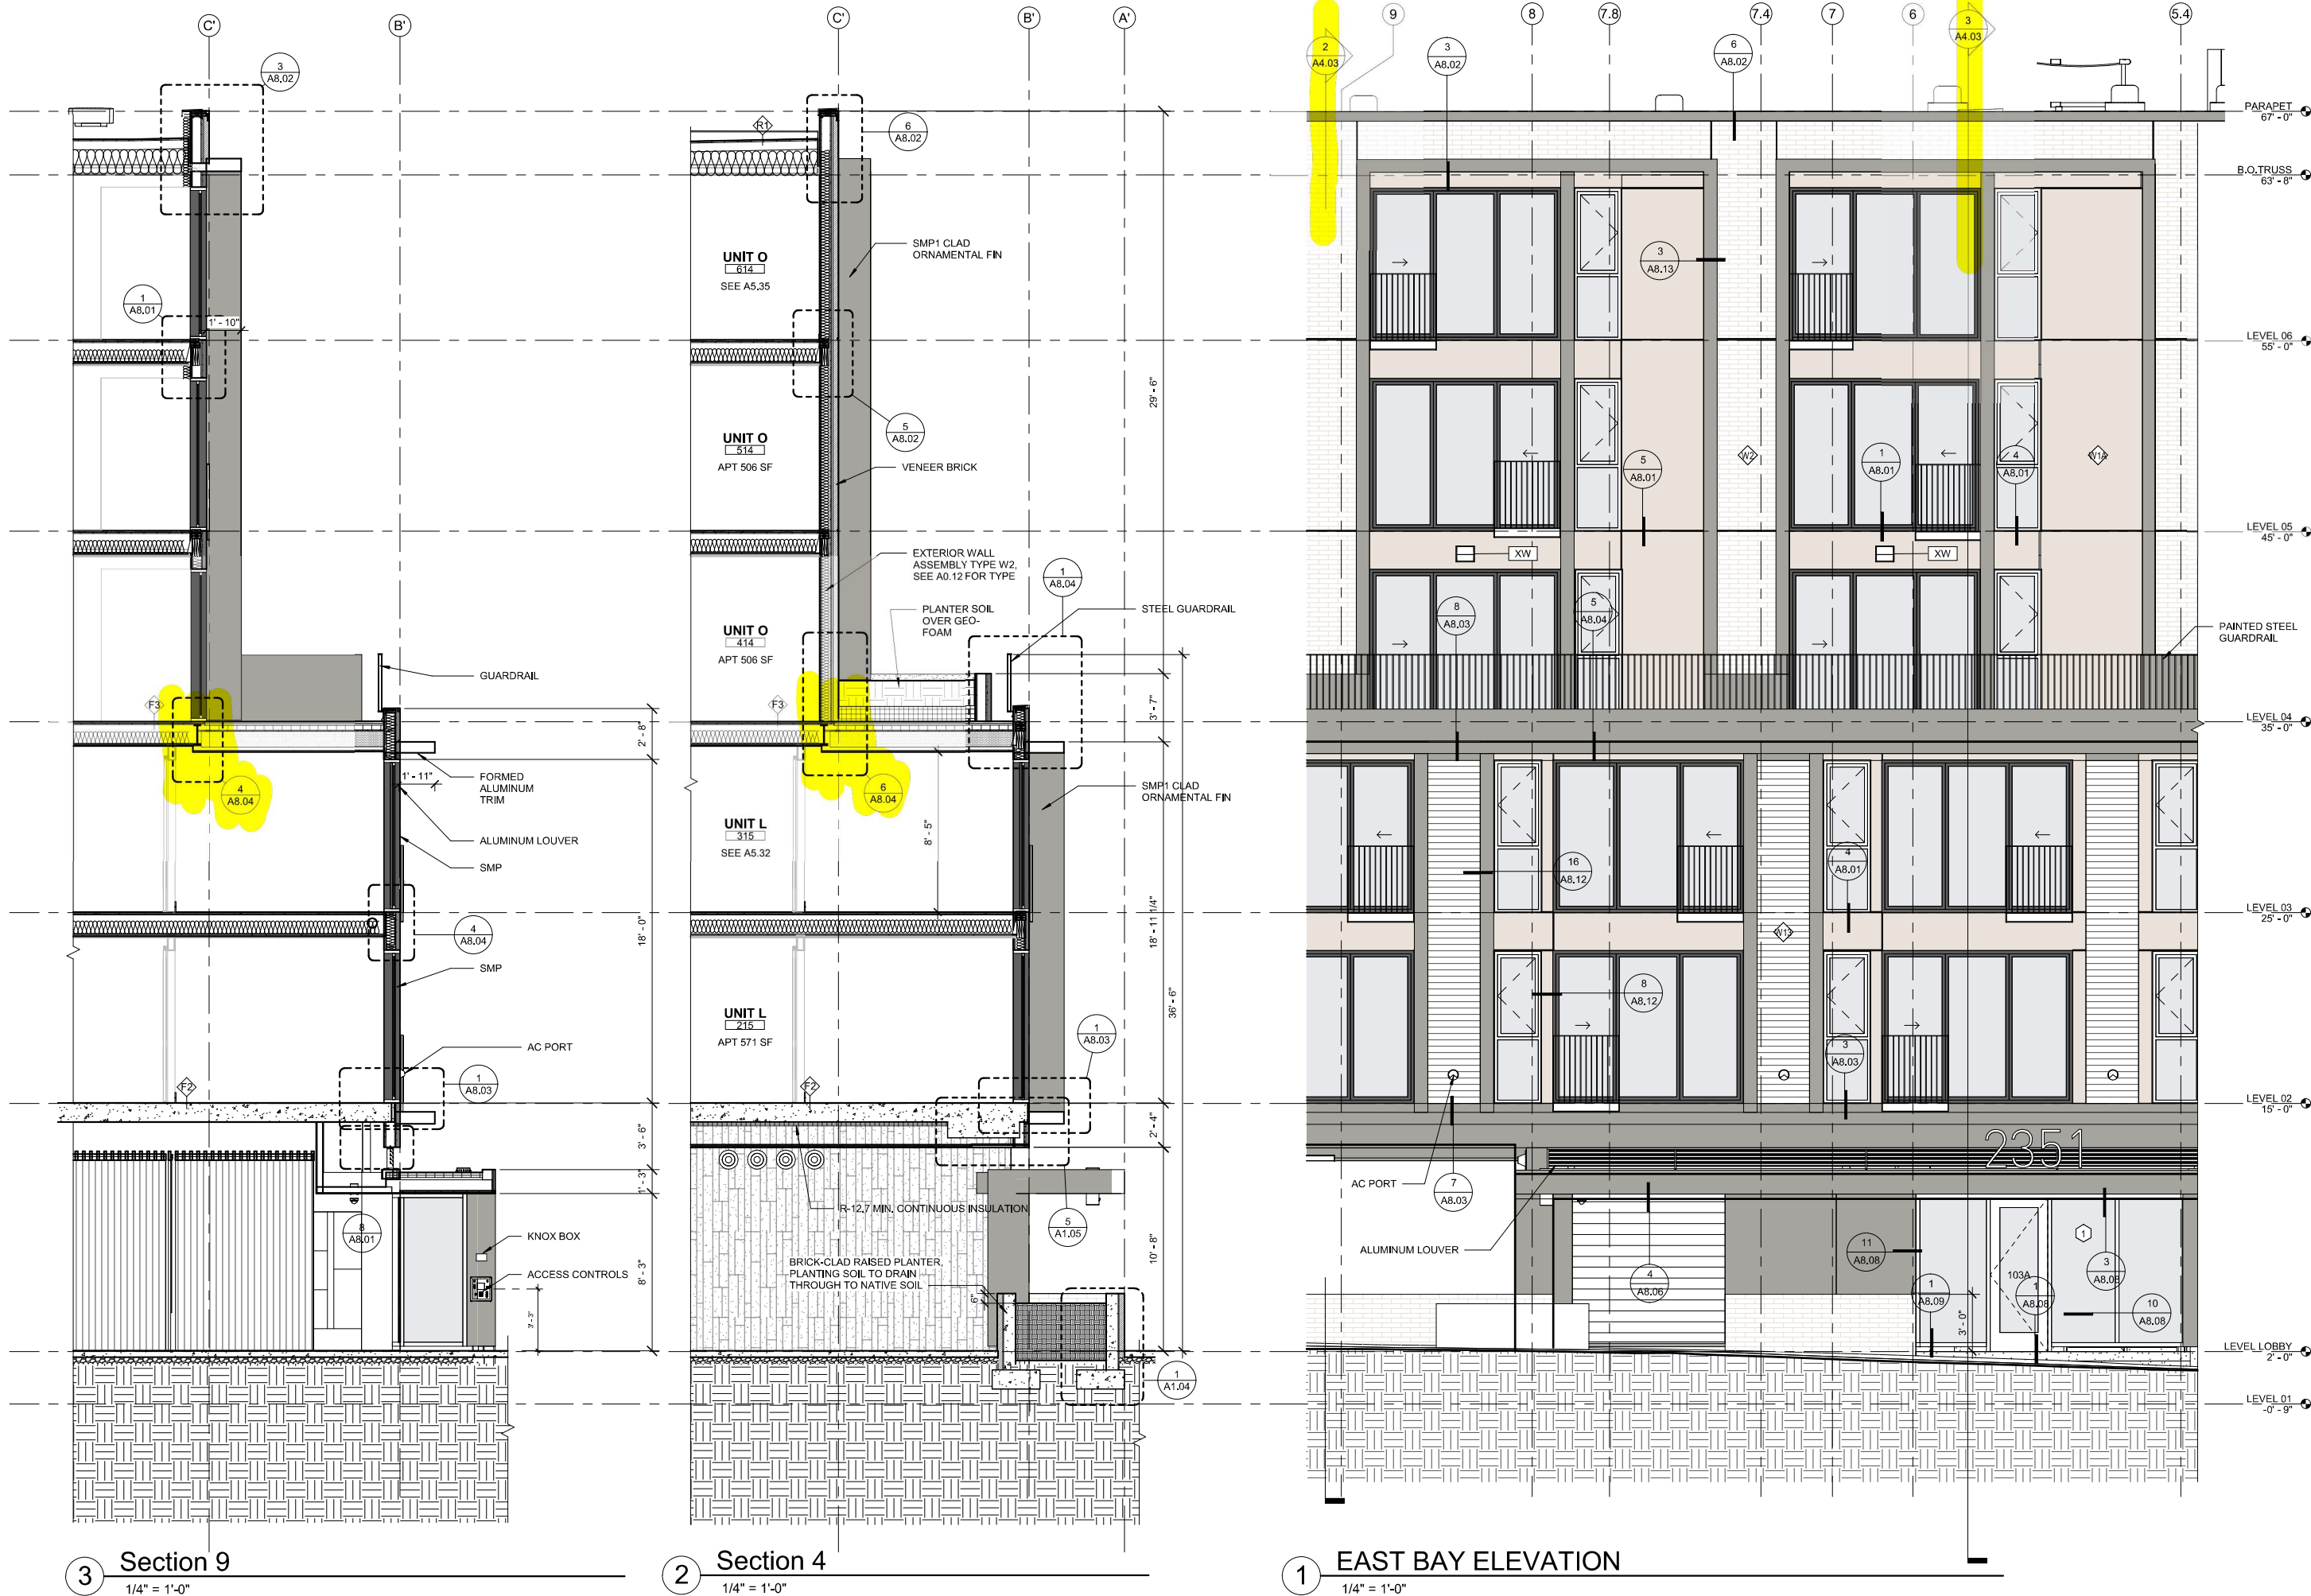 C'
B'
3
A8.02
1
A8.01
1' - 10"
GUARDRAIL
F3
2' - 8"
4
A8.04
1' - 11"
FORMED
ALUMINUM
TRIM
ALUMINUM LOUVER
SMP
18' - 0"
4
A8.04
SMP
AC PORT
F2
1
A8.03
3' - 6"
1' - 3"
8
A8.01
KNOX BOX
ACCESS CONTROLS
8' - 3"
3' - 3"
3
Section 9
1/4" = 1'-0"
C'
B'
A'
R1
6
A8.02
UNIT O
614
SEE A5.35
SMP1 CLAD
ORNAMENTAL FIN
29' - 6"
5
A8.02
UNIT O
514
APT 506 SF
VENEER BRICK
EXTERIOR WALL
ASSEMBLY TYPE W2,
SEE A0.12 FOR TYPE
1
A8.04
PLANTER SOIL
OVER GEO-
FOAM
STEEL GUARDRAIL
UNIT O
414
APT 506 SF
F3
3' - 7"
6
A8.04
SMP1 CLAD
ORNAMENTAL FIN
UNIT L
315
SEE A5.32
8' - 5"
18' - 11 1/4"
36' - 6"
UNIT L
215
APT 571 SF
1
A8.03
F2
2' - 4"
R-12.7 MIN. CONTINUOUS INSULATION
5
A1.05
10' - 8"
BRICK-CLAD RAISED PLANTER,
PLANTING SOIL TO DRAIN
THROUGH TO NATIVE SOIL
6"
1
A1.04
2
Section 4
1/4" = 1'-0"
2
A4.03
9
8
7.8
7.4
7
6
3
A4.03
5.4
3
A8.02
6
A8.02
PARAPET
67' - 0"
B.O.TRUSS
63' - 8"
3
A8.13
LEVEL 06
55' - 0"
5
A8.01
W2
1
A8.01
4
A8.01
W1A
LEVEL 05
45' - 0"
XW
XW
8
A8.03
5
A8.04
PAINTED STEEL
GUARDRAIL
LEVEL 04
35' - 0"
16
A8.12
4
A8.01
LEVEL 03
25' - 0"
W13
8
A8.12
3
A8.03
LEVEL 02
15' - 0"
2351
AC PORT
7
A8.03
ALUMINUM LOUVER
4
A8.06
11
A8.08
1
A8.09
103A
1
A8.08
1
3
A8.08
10
A8.08
3' - 0"
LEVEL LOBBY
2' - 0"
LEVEL 01
-0' - 9"
1
EAST BAY ELEVATION
1/4" = 1'-0"